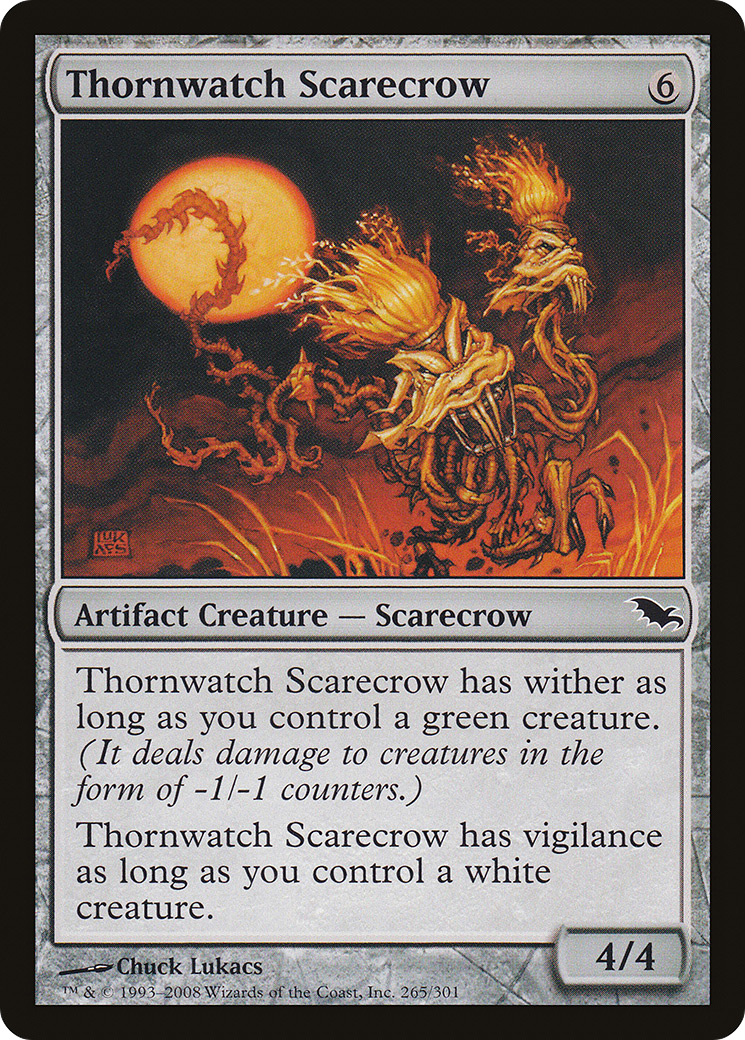 Thornwatch Scarecrow 6
LUK
AES
Artifact Creature — Scarecrow
Thornwatch Scarecrow has wither as
long as you control a green creature.
(It deals damage to creatures in the
form of -1/-1 counters.)
Thornwatch Scarecrow has vigilance
as long as you control a white
creature.
4/4
Chuck Lukacs
™ & © 1993–2008 Wizards of the Coast, Inc. 265/301